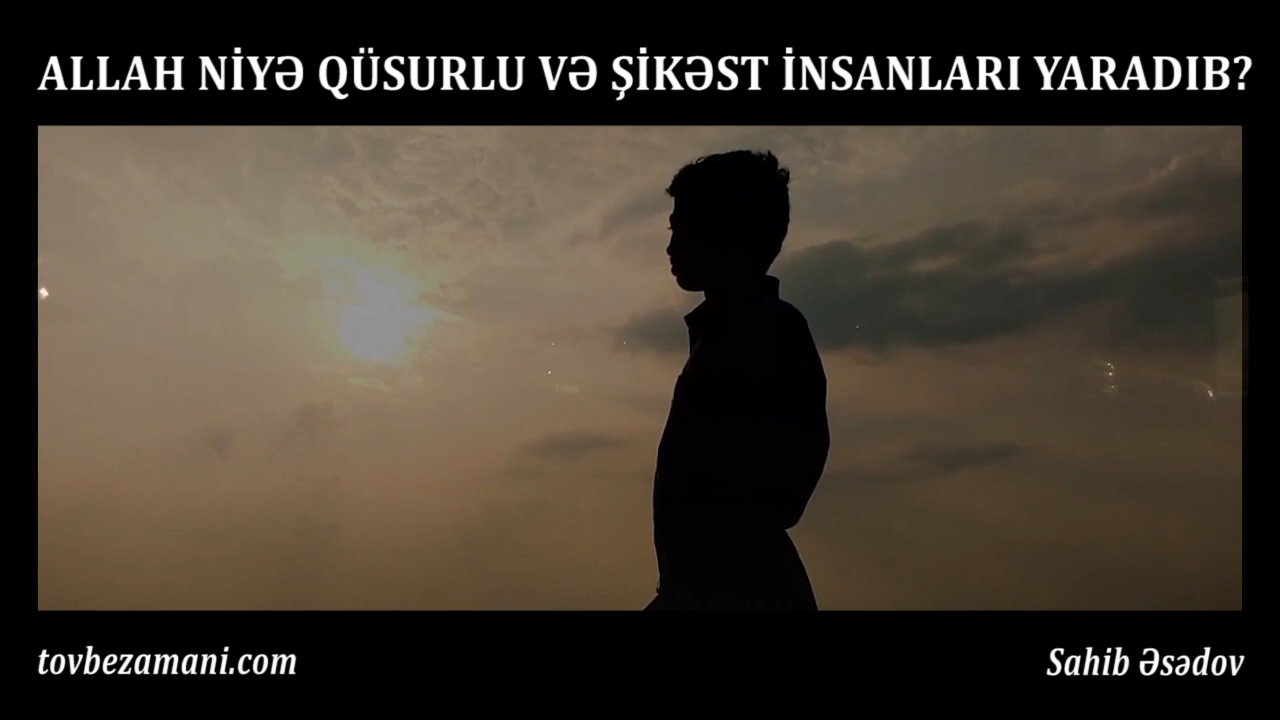 ALLAH NİYƏ QÜSURLU VƏ ŞİKƏST İNSANLARI YARADIB?
tovbezamani.com
Sahib Əsədov